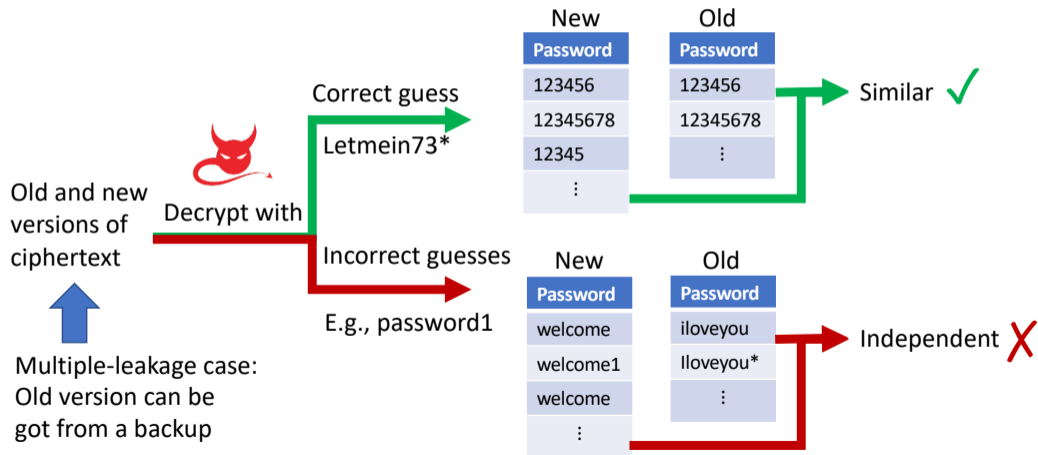 Old and new
versions of
ciphertext
Multiple-leakage case:
Old version can be
got from a backup
Decrypt with
Correct guess
Letmein73*
New
Password
123456
12345678
12345
⋮
Old
Password
123456
12345678
⋮
Similar ✓
Incorrect guesses
E.g., password1
New
Password
welcome
welcome1
welcome
⋮
Old
Password
iloveyou
Iloveyou*
⋮
Independent ✗